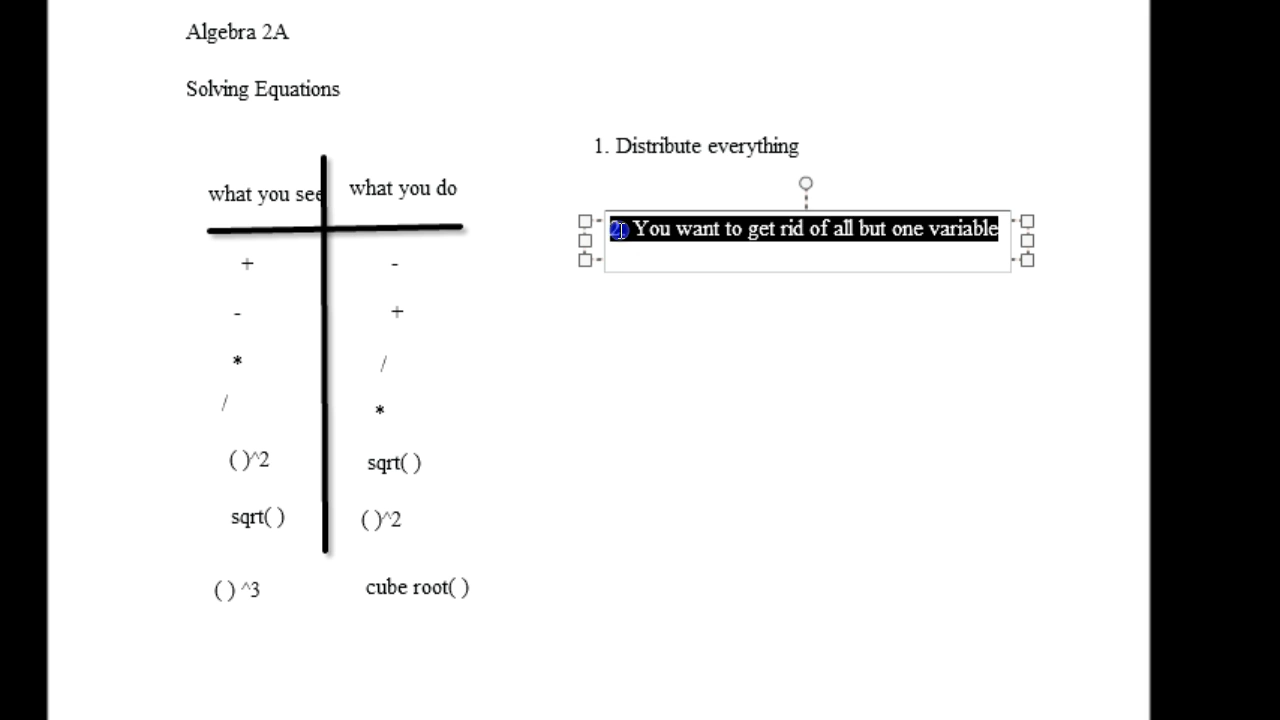 Algebra 2A
Solving Equations
1. Distribute everything
2. You want to get rid of all but one variable
what you see what you do
+ -
- +
* /
/ *
( )^2 sqrt( )
sqrt( ) ( )^2
( ) ^3 cube root( )